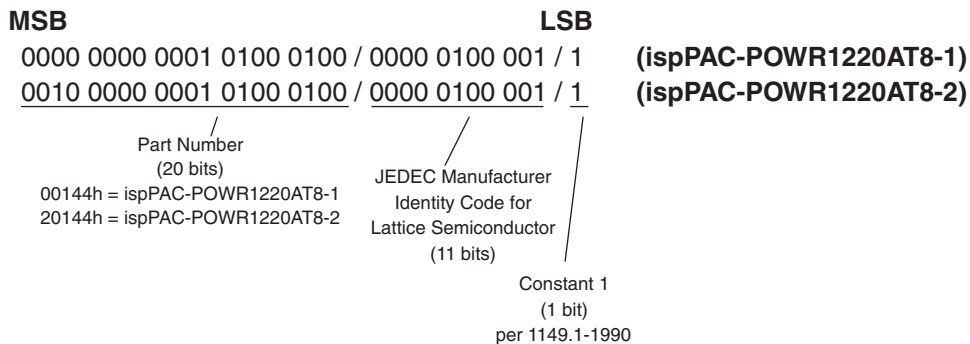 MSB LSB
0000 0000 0001 0100 0100 / 0000 0100 001 / 1 (ispPAC-POWR1220AT8-1)
0010 0000 0001 0100 0100 / 0000 0100 001 / 1 (ispPAC-POWR1220AT8-2)
Part Number
(20 bits)
00144h = ispPAC-POWR1220AT8-1
20144h = ispPAC-POWR1220AT8-2
JEDEC Manufacturer
Identity Code for
Lattice Semiconductor
(11 bits)
Constant 1
(1 bit)
per 1149.1-1990